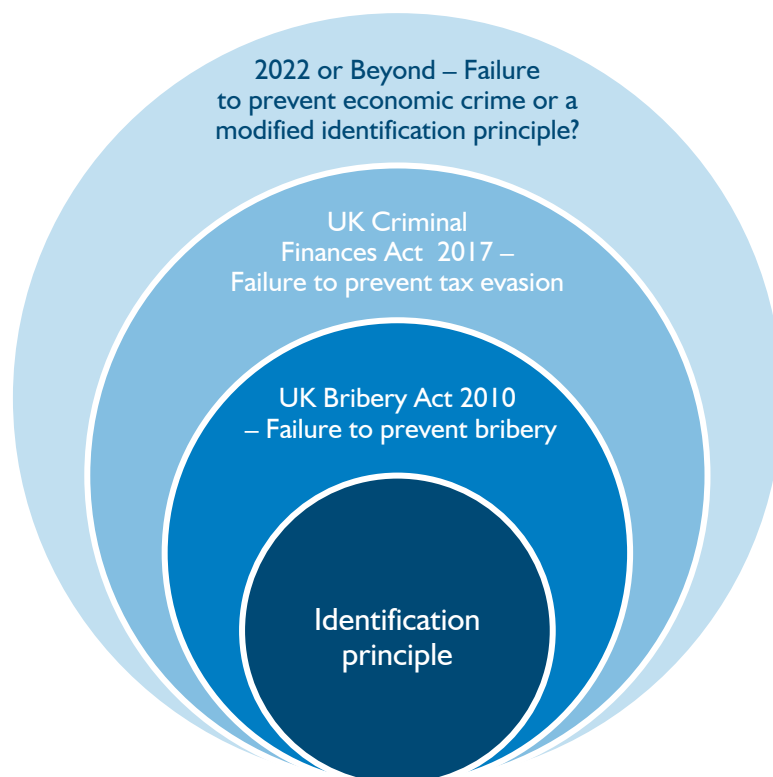 2022 or Beyond – Failure
to prevent economic crime or a
modified identification principle?
UK Criminal
Finances Act 2017 –
Failure to prevent tax evasion
UK Bribery Act 2010
– Failure to prevent bribery
Identification
principle